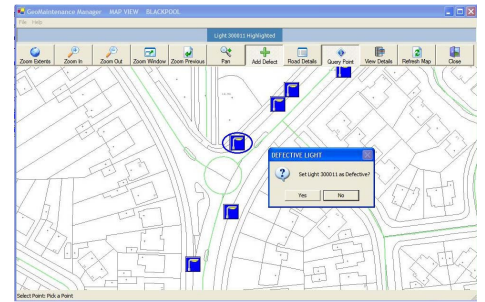 GeoMaintenance Manager MAP VIEW BLACKPOOL
File Help
Light 300011 Highlighted
Zoom Extents Zoom In Zoom Out Zoom Window Zoom Previous Pan Add Defect Road Details Query Point View Details Refresh Map Close
DEFECTIVE LIGHT
Set Light 300011 as Defective?
Yes No
Select Point: Pick a Point